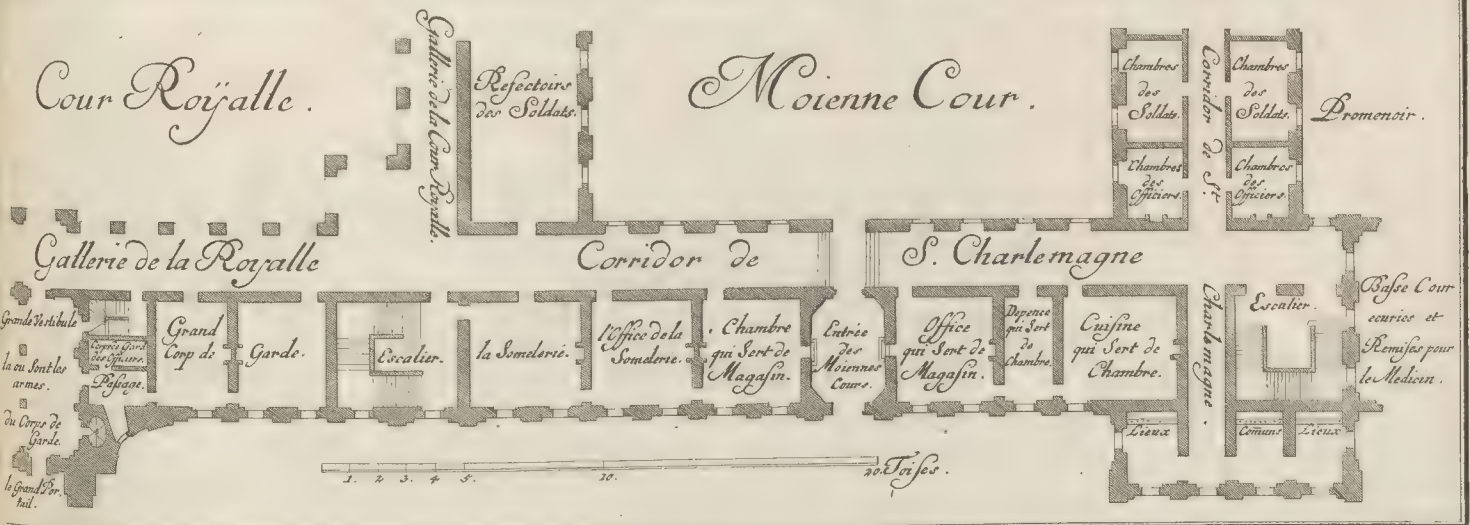 Cour Roÿalle.
Gallerie de la Cour Royalle.
Refectoirs
des Soldats.
Moienne Cour.
Chambres
des
Soldats.
Corridor de St.
Chambres
des
Soldats.
Promenoir.
Chambres
des
Officiers.
Chambres
des
Officiers.
Gallerie de la Royalle
Corridor de
S. Charlemagne
Grande Vestibule
la ou Sont les
armes.
du Corps de
Garde.
le Grand Por-
tail.
des Officiers.
Passage.
Grand
Corp de
Garde.
Escalier.
la Somelerie.
l'Office de la
Somelerie.
Chambre
qui Sert de
Magasin.
Entrée
des
Moiennes
Cours.
Office
qui Sert de
Magasin.
Depence
qui Sert
de
Chambre.
Cuisine
qui Sert de
Chambre.
Charlemagne.
Escalier.
Basse Cour
ecuries et
Remises pour
le Medicin.
Lieux
Comuns
Lieux
1. 2 3. 4 5. 10. 20. Toises.